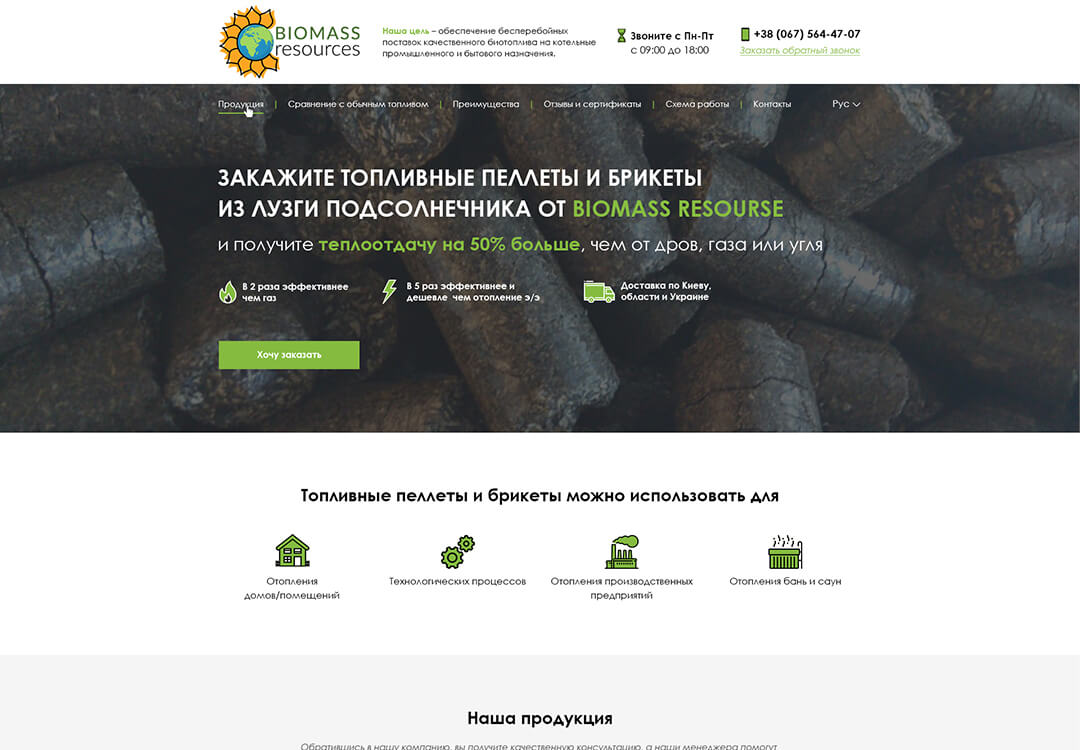 BIOMASS
resources
Наша цель – обеспечение бесперебойных
поставок качественного биотоплива на котельные
промышленного и бытового назначения.
Звоните с Пн-Пт
с 09:00 до 18:00
+38 (067) 564-47-07
Заказать обратный звонок
Продукция | Сравнение с обычным топливом | Преимущества | Отзывы и сертификаты | Схема работы | Контакты Рус
ЗАКАЖИТЕ ТОПЛИВНЫЕ ПЕЛЛЕТЫ И БРИКЕТЫ
ИЗ ЛУЗГИ ПОДСОЛНЕЧНИКА ОТ BIOMASS RESOURSE
и получите теплоотдачу на 50% больше, чем от дров, газа или угля
В 2 раза эффективнее
чем газ
В 5 раз эффективнее и
дешевле чем отопление э/э
Доставка по Киеву,
области и Украине
Хочу заказать
Топливные пеллеты и брикеты можно использовать для
Отопления
домов/помещений
Технологических процессов
Отопления производственных
предприятий
Отопления бань и саун
Наша продукция
Обратившись в нашу компанию, вы получите качественную консультацию, а наши менеджера помогут